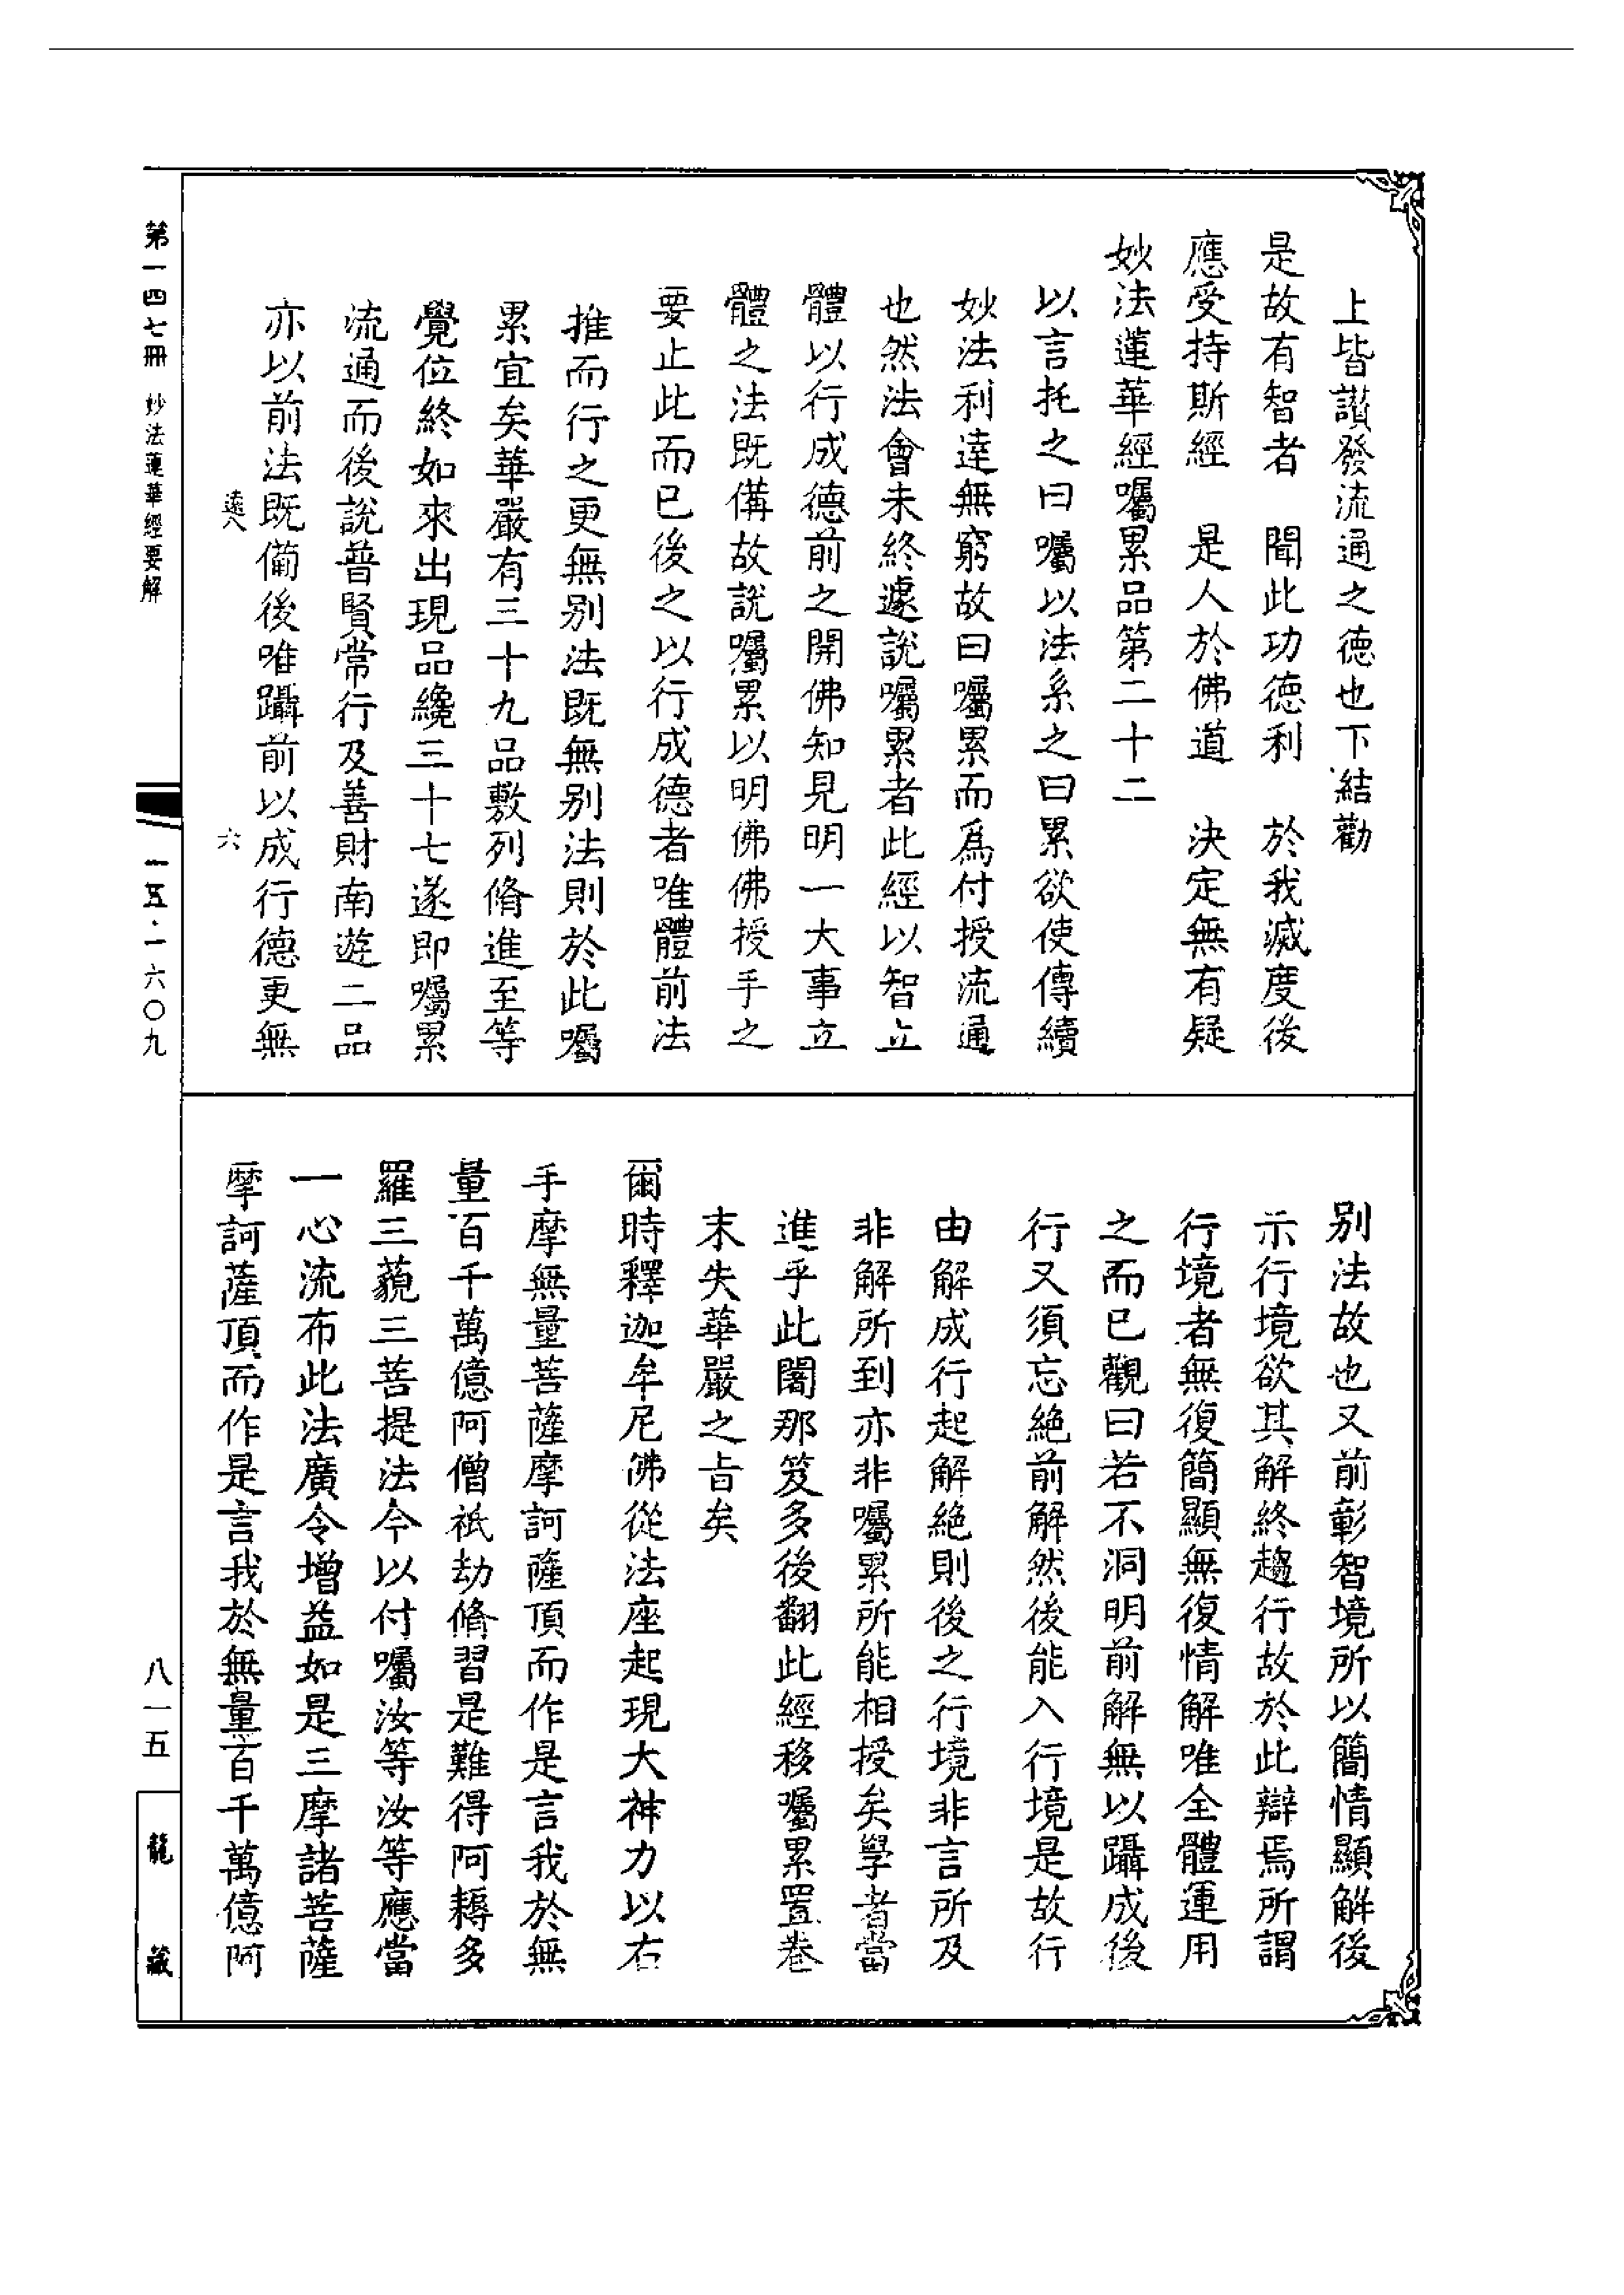 上皆讃發流通之德也下結勸
是故有智者　聞此功德利　於我滅度後
應受持斯經　是人於佛道　決定無有疑
妙法蓮華經囑累品第二十二
以言托之曰囑以法系之曰累欲使傳續
妙法利達無窮故曰囑累而爲付授流通
也然法會未終遽說囑累者此經以智立
體以行成德前之開佛知見明一大事立
體之法既備故說囑累以明佛佛授手之
要止此而已後之以行成德者唯體前法
推而行之更無别法既無别法則於此囑
累宜矣華嚴有三十九品敷列脩進至等
覺位終如來出現品纔三十七遂即囑累
流通而後說普賢常行及善財南遊二品
亦以前法既備後唯躡前以成行德更無
别法故也又前彰智境所以簡情顯解後
示行境欲其解終趨行故於此辯焉所謂
行境者無復簡顯無復情解唯全體運用
之而已觀曰若不洞明前解無以躡成後
行又須忘絶前解然後能入行境是故行
由解成行起解絶則後之行境非言所及
非解所到亦非囑累所能相授矣學者當
進乎此闍那笈多後翻此經移囑累置卷
末失華嚴之旨矣
爾時釋迦牟尼佛從法座起現大神力以右
手摩無量菩薩摩訶薩頂而作是言我於無
量百千萬億阿僧祇劫脩習是難得阿耨多
羅三藐三菩提法今以付囑汝等汝等應當
一心流布此法廣令增益如是三摩諸菩薩
摩訶薩頂而作是言我於無量百千萬億阿
遠八
六
第一四七冊　妙法蓮華經要解
一五·一六〇九
八一五
龍藏